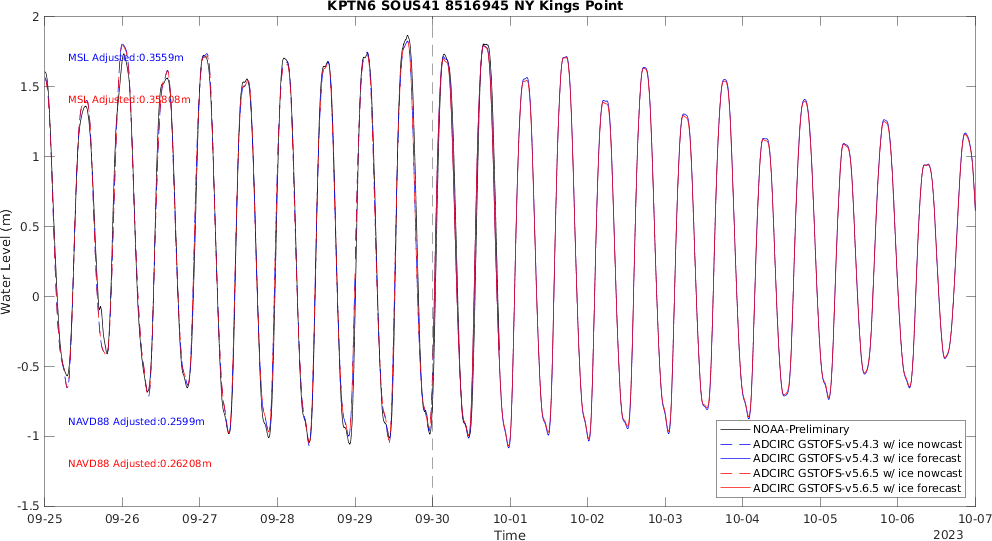 KPTN6 SOUS41 8516945 NY Kings Point
Water Level (m)
2
1.5
1
0.5
0
-0.5
-1
-1.5
MSL Adjusted:0.3559m
MSL Adjusted:0.35808m
NAVD88 Adjusted:0.2599m
NAVD88 Adjusted:0.26208m
NOAA-Preliminary
ADCIRC GSTOFS-v5.4.3 w/ ice nowcast
ADCIRC GSTOFS-v5.4.3 w/ ice forecast
ADCIRC GSTOFS-v5.6.5 w/ ice nowcast
ADCIRC GSTOFS-v5.6.5 w/ ice forecast
09-25 09-26 09-27 09-28 09-29 09-30 10-01 10-02 10-03 10-04 10-05 10-06 10-07
Time
2023